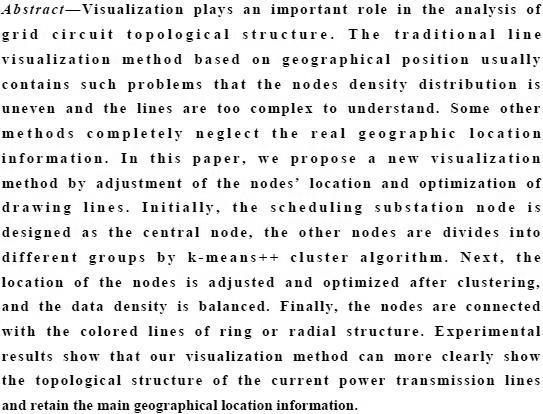 Abstract—Visualization plays an important role in the analysis of
grid circuit topological structure. The traditional line
visualization method based on geographical position usually
contains such problems that the nodes density distribution is
uneven and the lines are too complex to understand. Some other
methods completely neglect the real geographic location
information. In this paper, we propose a new visualization
method by adjustment of the nodes’ location and optimization of
drawing lines. Initially, the scheduling substation node is
designed as the central node, the other nodes are divides into
different groups by k-means++ cluster algorithm. Next, the
location of the nodes is adjusted and optimized after clustering,
and the data density is balanced. Finally, the nodes are connected
with the colored lines of ring or radial structure. Experimental
results show that our visualization method can more clearly show
the topological structure of the current power transmission lines
and retain the main geographical location information.